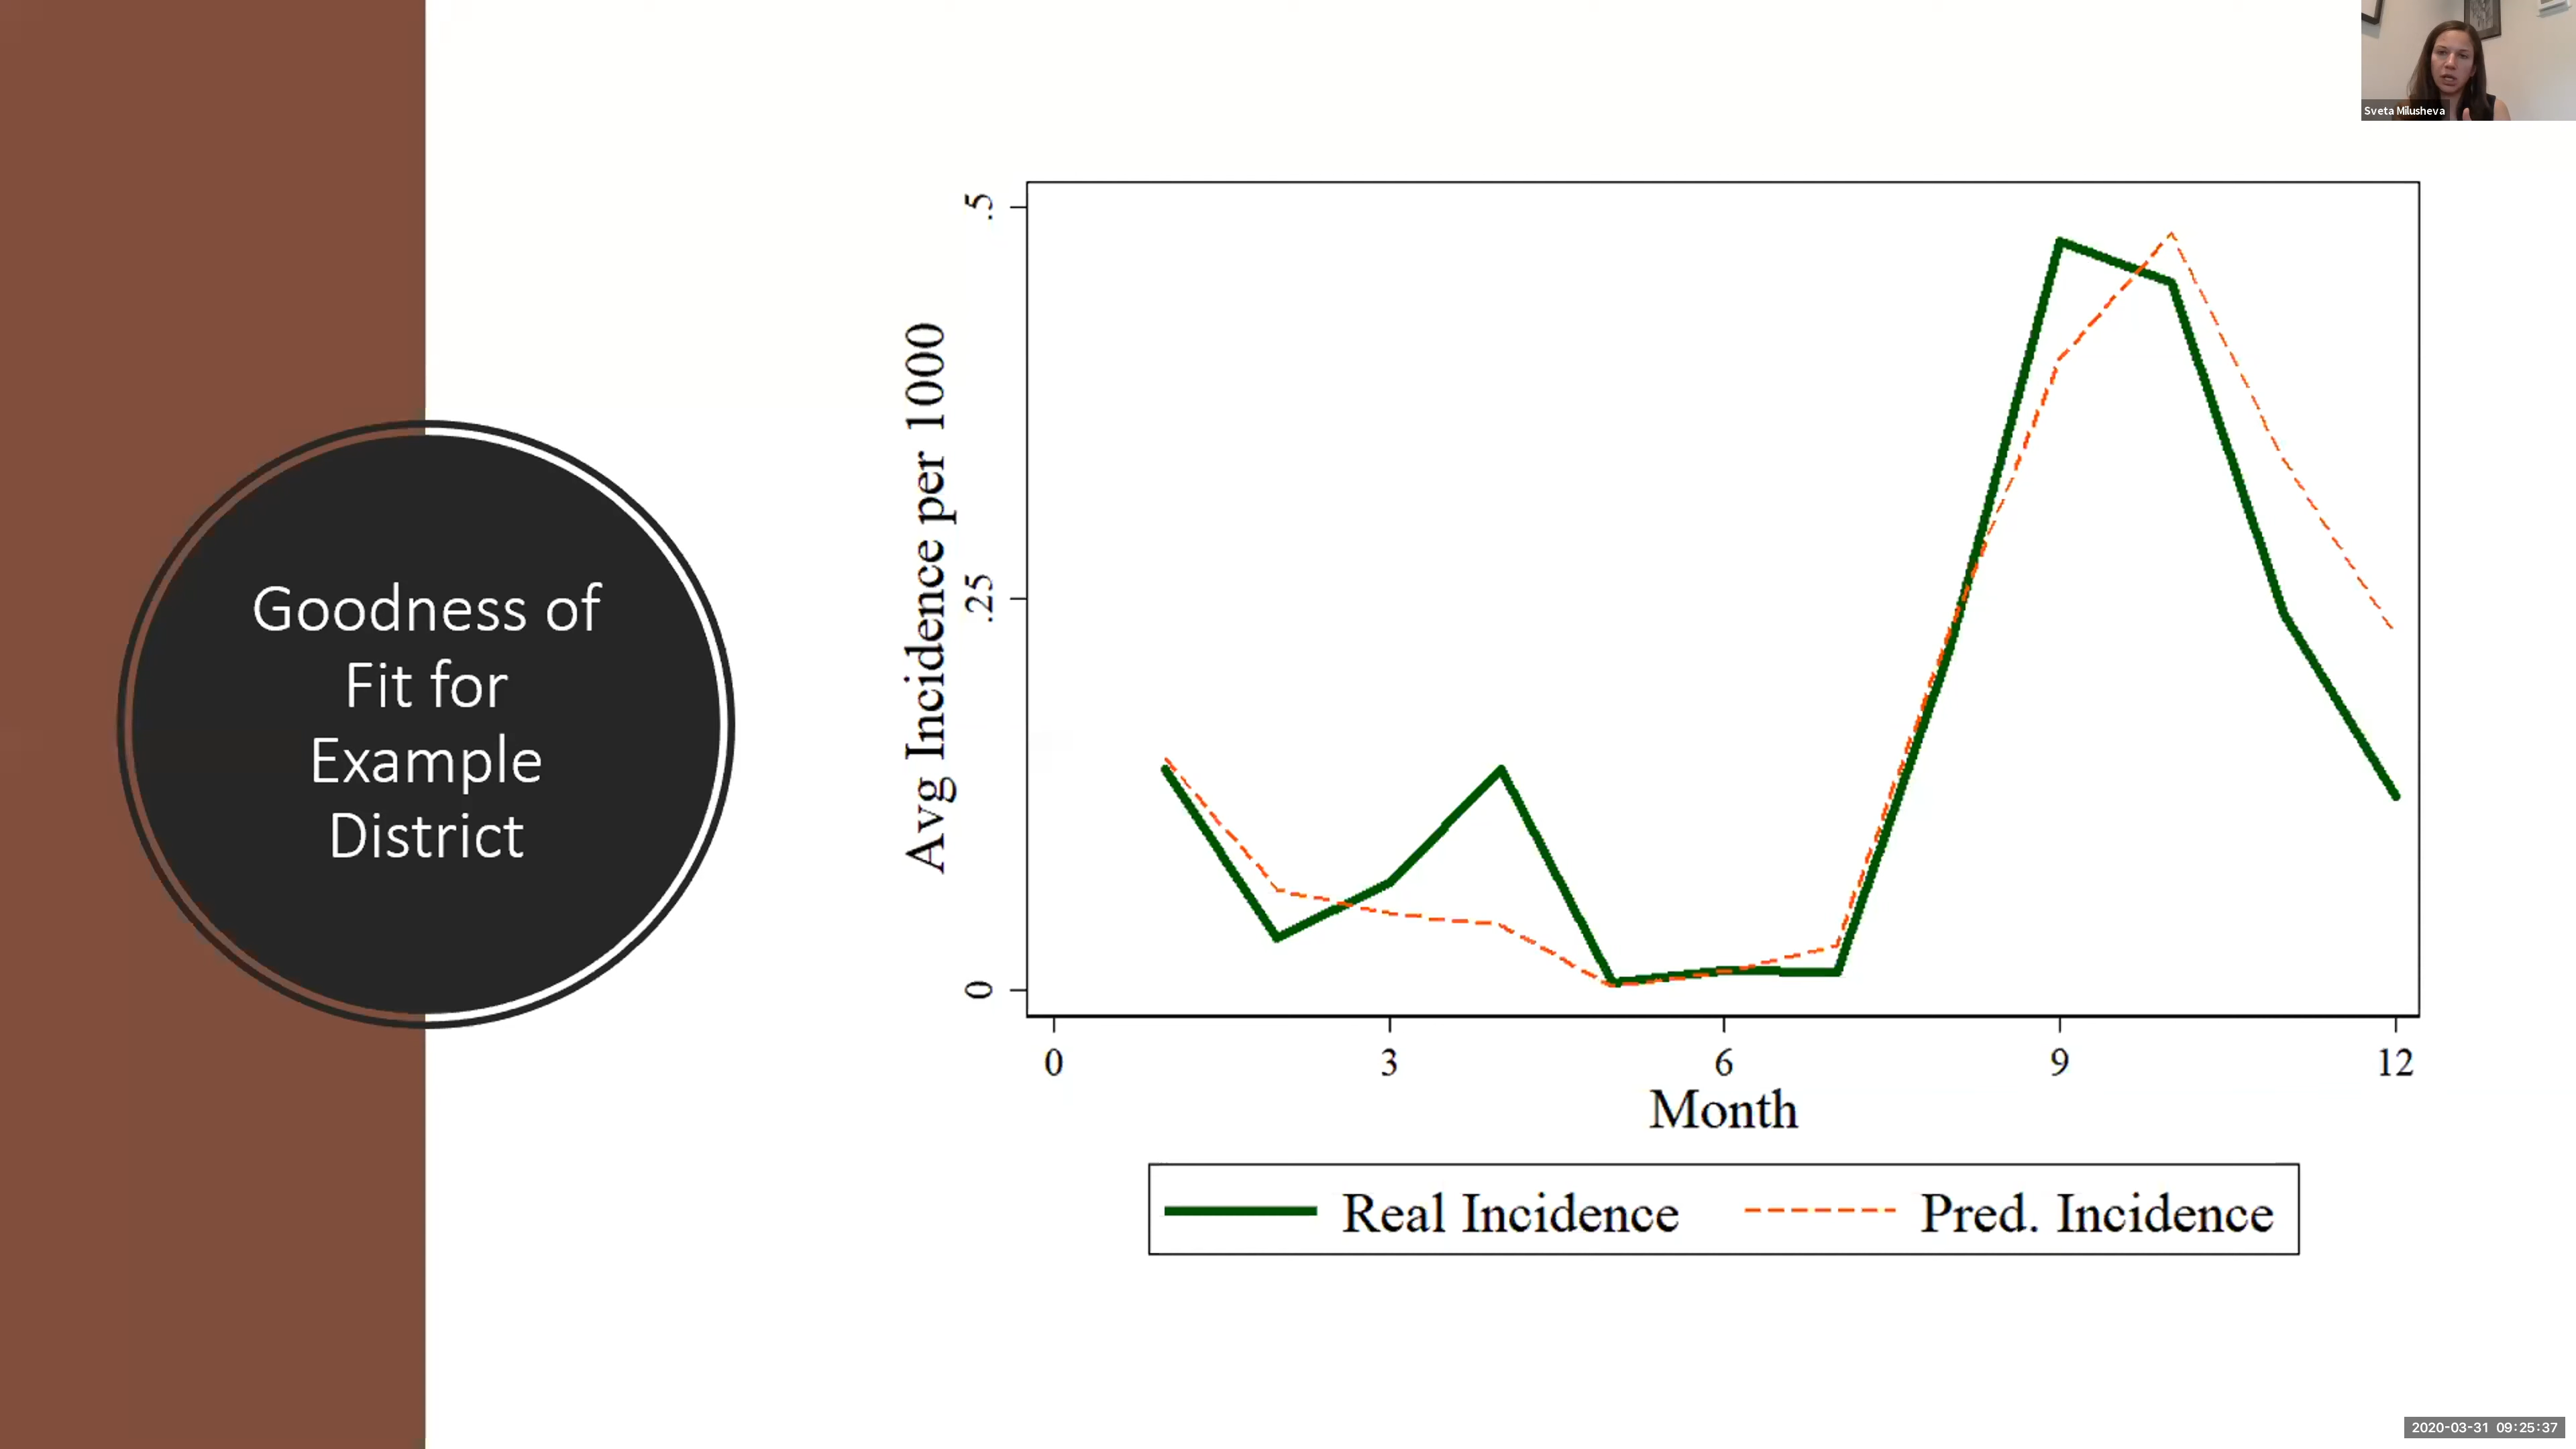 Sveta Milusheva
Goodness of
Fit for
Example
District
Avg Incidence per 1000
.5
.25
0
0 3 6 9 12
Month
Real Incidence Pred. Incidence
2020-03-31 09:25:37